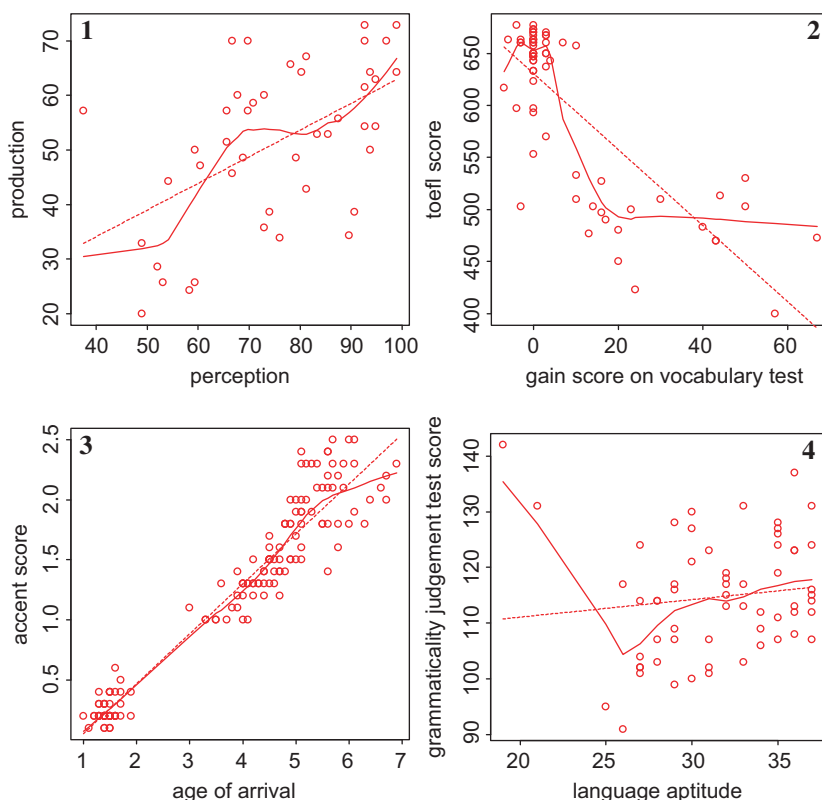 1
production
20 30 40 50 60 70
40 50 60 70 80 90 100
perception
2
toefl score
400 450 500 550 600 650
0 20 40 60
gain score on vocabulary test
3
accent score
0.5 1.0 1.5 2.0 2.5
1 2 3 4 5 6 7
age of arrival
4
grammaticality judgement test score
90 100 110 120 130 140
20 25 30 35
language aptitude